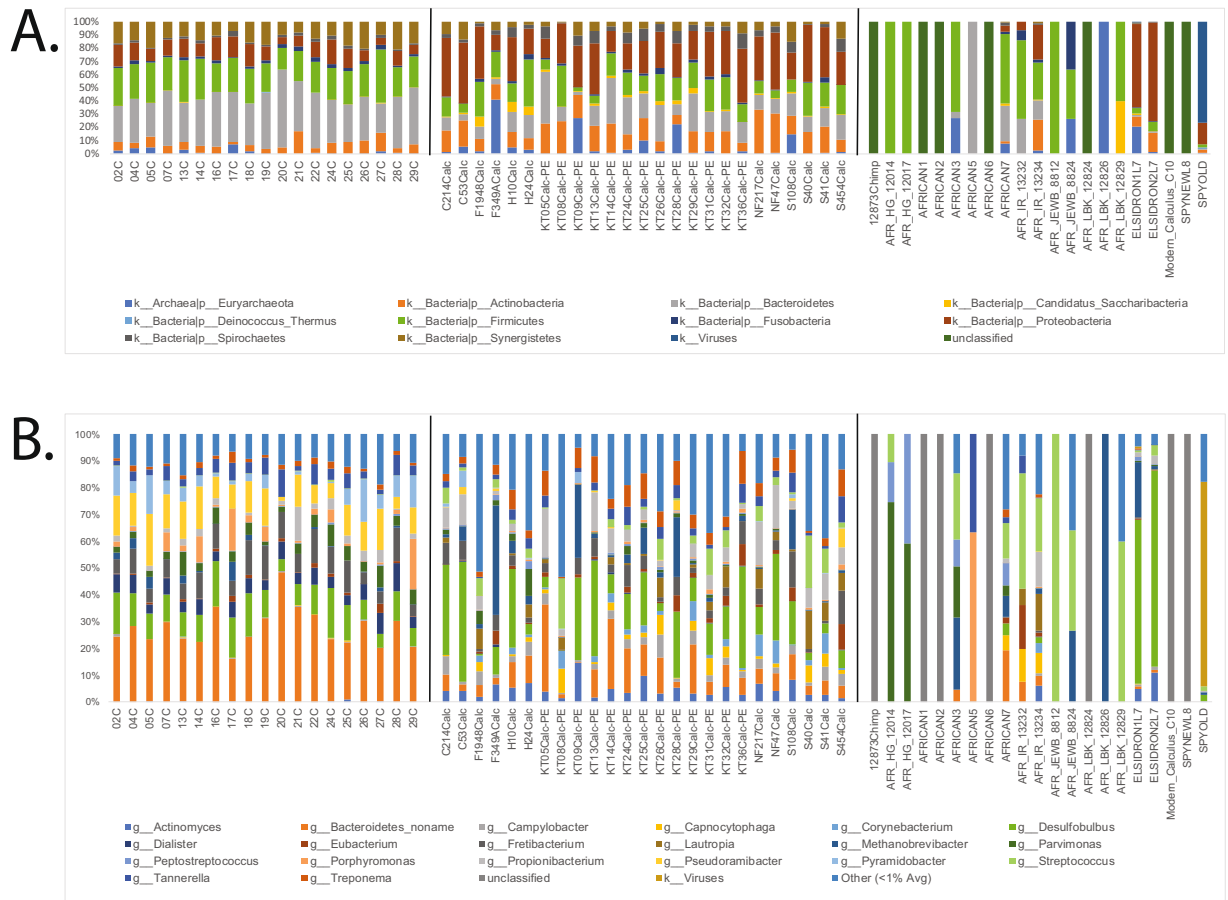 A.
100%
90%
80%
70%
60%
50%
40%
30%
20%
10%
0%
02C 04C 05C 07C 13C 14C 16C 17C 18C 19C 20C 21C 22C 24C 25C 26C 27C 28C 29C C214Calc C53Calc F1948Calc F349ACalc H10Calc H24Calc KT05Calc-PE KT08Calc-PE KT09Calc-PE KT13Calc-PE KT14Calc-PE KT24Calc-PE KT25Calc-PE KT26Calc-PE KT28Calc-PE KT29Calc-PE KT31Calc-PE KT32Calc-PE KT36Calc-PE NF217Calc NF47Calc S108Calc S40Calc S41Calc S454Calc 12873Chimp AFR_HG_12014 AFR_HG_12017 AFRICAN1 AFRICAN2 AFRICAN3 AFRICAN5 AFRICAN6 AFRICAN7 AFR_IR_13232 AFR_IR_13234 AFR_JEWB_8812 AFR_JEWB_8824 AFR_LBK_12824 AFR_LBK_12826 AFR_LBK_12829 ELSIDRON1L7 ELSIDRON2L7 Modern_Calculus_C10 SPYNEWL8 SPYOLD
k__Archaea|p__Euryarchaeota k__Bacteria|p__Actinobacteria k__Bacteria|p__Bacteroidetes k__Bacteria|p__Candidatus_Saccharibacteria
k__Bacteria|p__Deinococcus_Thermus k__Bacteria|p__Firmicutes k__Bacteria|p__Fusobacteria k__Bacteria|p__Proteobacteria
k__Bacteria|p__Spirochaetes k__Bacteria|p__Synergistetes k__Viruses unclassified
B.
100%
90%
80%
70%
60%
50%
40%
30%
20%
10%
0%
02C 04C 05C 07C 13C 14C 16C 17C 18C 19C 20C 21C 22C 24C 25C 26C 27C 28C 29C C214Calc C53Calc F1948Calc F349ACalc H10Calc H24Calc KT05Calc-PE KT08Calc-PE KT09Calc-PE KT13Calc-PE KT14Calc-PE KT24Calc-PE KT25Calc-PE KT26Calc-PE KT28Calc-PE KT29Calc-PE KT31Calc-PE KT32Calc-PE KT36Calc-PE NF217Calc NF47Calc S108Calc S40Calc S41Calc S454Calc 12873Chimp AFR_HG_12014 AFR_HG_12017 AFRICAN1 AFRICAN2 AFRICAN3 AFRICAN5 AFRICAN6 AFRICAN7 AFR_IR_13232 AFR_IR_13234 AFR_JEWB_8812 AFR_JEWB_8824 AFR_LBK_12824 AFR_LBK_12826 AFR_LBK_12829 ELSIDRON1L7 ELSIDRON2L7 Modern_Calculus_C10 SPYNEWL8 SPYOLD
g__Actinomyces g__Bacteroidetes_noname g__Campylobacter g__Capnocytophaga g__Corynebacterium g__Desulfobulbus
g__Dialister g__Eubacterium g__Fretibacterium g__Lautropia g__Methanobrevibacter g__Parvimonas
g__Peptostreptococcus g__Porphyromonas g__Propionibacterium g__Pseudoramibacter g__Pyramidobacter g__Streptococcus
g__Tannerella g__Treponema unclassified k__Viruses Other (<1% Avg)